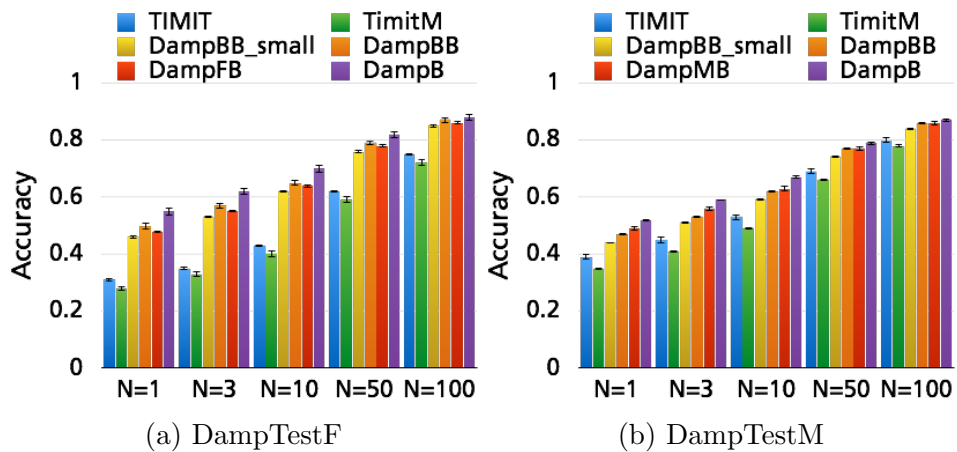 TIMIT TimitM
DampBB_small DampBB
DampFB DampB
1
0.8
0.6
0.4
0.2
0
Accuracy
N=1 N=3 N=10 N=50 N=100
(a) DampTestF
TIMIT TimitM
DampBB_small DampBB
DampMB DampB
1
0.8
0.6
0.4
0.2
0
Accuracy
N=1 N=3 N=10 N=50 N=100
(b) DampTestM